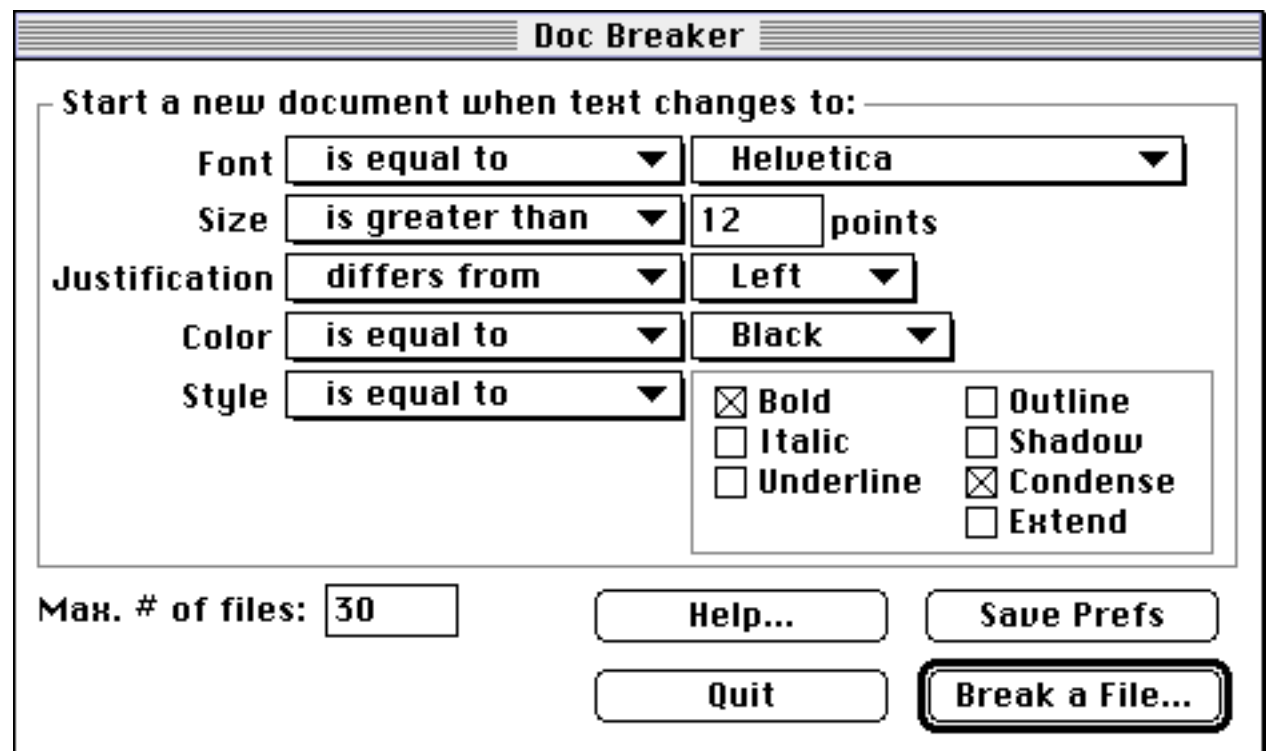 Doc Breaker
Start a new document when text changes to:
Font is equal to Helvetica
Size is greater than 12 points
Justification differs from Left
Color is equal to Black
Style is equal to
Bold Outline
Italic Shadow
Underline Condense
Extend
Max. # of files: 30
Help... Save Prefs
Quit Break a File...